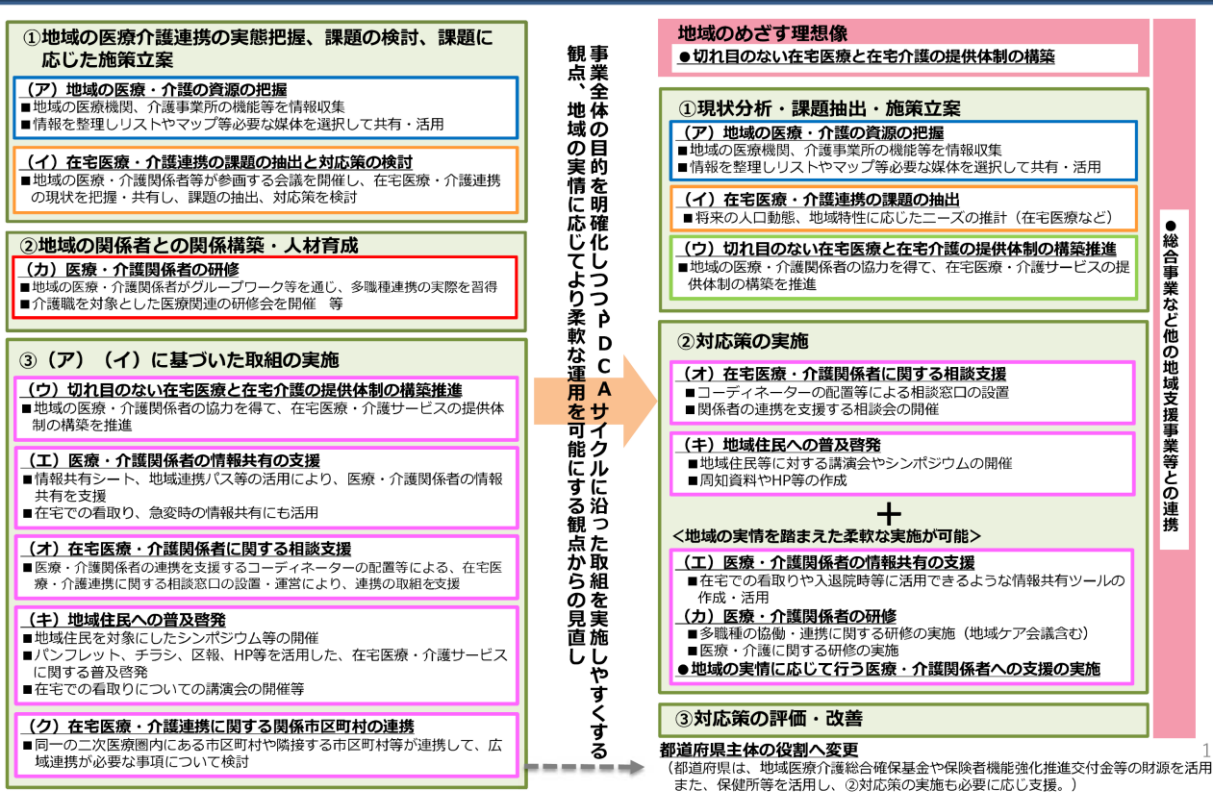 ①地域の医療介護連携の実態把握、課題の検討、課題に
応じた施策立案
（ア）地域の医療・介護の資源の把握
■地域の医療機関、介護事業所の機能等を情報収集
■情報を整理しリストやマップ等必要な媒体を選択して共有・活用
（イ）在宅医療・介護連携の課題の抽出と対応策の検討
■地域の医療・介護関係者等が参画する会議を開催し、在宅医療・介護連携
の現状を把握・共有し、課題の抽出、対応策を検討
②地域の関係者との関係構築・人材育成
（カ）医療・介護関係者の研修
■地域の医療・介護関係者がグループワーク等を通じ、多職種連携の実際を習得
■介護職を対象とした医療関連の研修会を開催　等
③（ア）（イ）に基づいた取組の実施
（ウ）切れ目のない在宅医療と在宅介護の提供体制の構築推進
■地域の医療・介護関係者の協力を得て、在宅医療・介護サービスの提供体
制の構築を推進
（エ）医療・介護関係者の情報共有の支援
■情報共有シート、地域連携パス等の活用により、医療・介護関係者の情報
共有を支援
■在宅での看取り、急変時の情報共有にも活用
（オ）在宅医療・介護関係者に関する相談支援
■医療・介護関係者の連携を支援するコーディネーターの配置等による、在宅医
療・介護連携に関する相談窓口の設置・運営により、連携の取組を支援
（キ）地域住民への普及啓発
■地域住民を対象にしたシンポジウム等の開催
■パンフレット、チラシ、区報、HP等を活用した、在宅医療・介護サービス
に関する普及啓発
■在宅での看取りについての講演会の開催等
（ク）在宅医療・介護連携に関する関係市区町村の連携
■同一の二次医療圏内にある市区町村や隣接する市区町村等が連携して、広
域連携が必要な事項について検討
事業全体の目的を明確化しつつ、PDCAサイクルに沿った取組を実施しやすくする
観点、地域の実情に応じてより柔軟な運用を可能にする観点からの見直し
地域のめざす理想像
●切れ目のない在宅医療と在宅介護の提供体制の構築
①現状分析・課題抽出・施策立案
（ア）地域の医療・介護の資源の把握
■地域の医療機関、介護事業所の機能等を情報収集
■情報を整理しリストやマップ等必要な媒体を選択して共有・活用
（イ）在宅医療・介護連携の課題の抽出
■将来の人口動態、地域特性に応じたニーズの推計（在宅医療など）
（ウ）切れ目のない在宅医療と在宅介護の提供体制の構築推進
■地域の医療・介護関係者の協力を得て、在宅医療・介護サービスの提
供体制の構築を推進
②対応策の実施
（オ）在宅医療・介護関係者に関する相談支援
■コーディネーターの配置等による相談窓口の設置
■関係者の連携を支援する相談会の開催
（キ）地域住民への普及啓発
■地域住民等に対する講演会やシンポジウムの開催
■周知資料やHP等の作成
＋
＜地域の実情を踏まえた柔軟な実施が可能＞
（エ）医療・介護関係者の情報共有の支援
■在宅での看取りや入退院時等に活用できるような情報共有ツールの
作成・活用
（カ）医療・介護関係者の研修
■多職種の協働・連携に関する研修の実施（地域ケア会議含む）
■医療・介護に関する研修の実施
●地域の実情に応じて行う医療・介護関係者への支援の実施
③対応策の評価・改善
●総合事業など他の地域支援事業等との連携
都道府県主体の役割へ変更
（都道府県は、地域医療介護総合確保基金や保険者機能強化推進交付金等の財源を活用
また、保健所等を活用し、②対応策の実施も必要に応じ支援。）
1